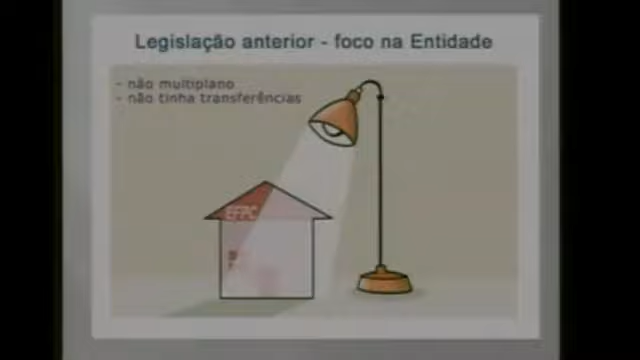 Legislação anterior - foco na Entidade
- não multiplano
- não tinha transferências
EFPC